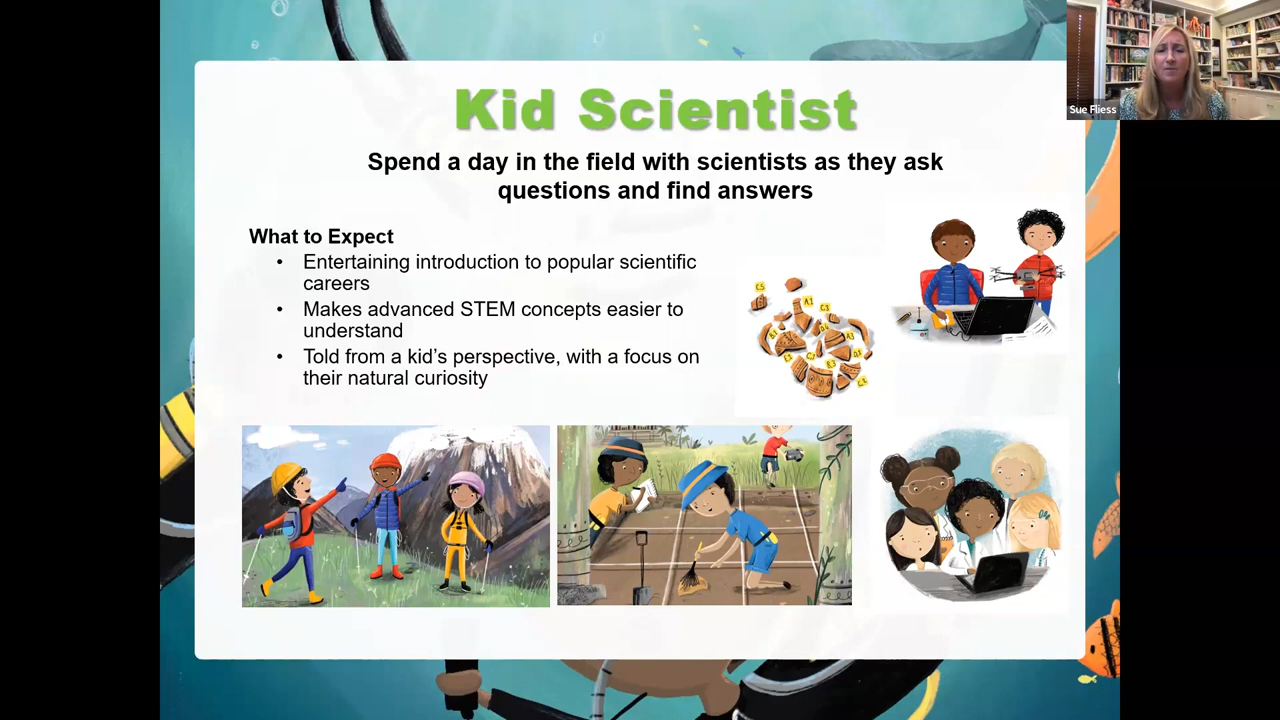 Kid Scientist
Sue Fliess
Spend a day in the field with scientists as they ask
questions and find answers
What to Expect
• Entertaining introduction to popular scientific
careers
• Makes advanced STEM concepts easier to
understand
• Told from a kid's perspective, with a focus on
their natural curiosity